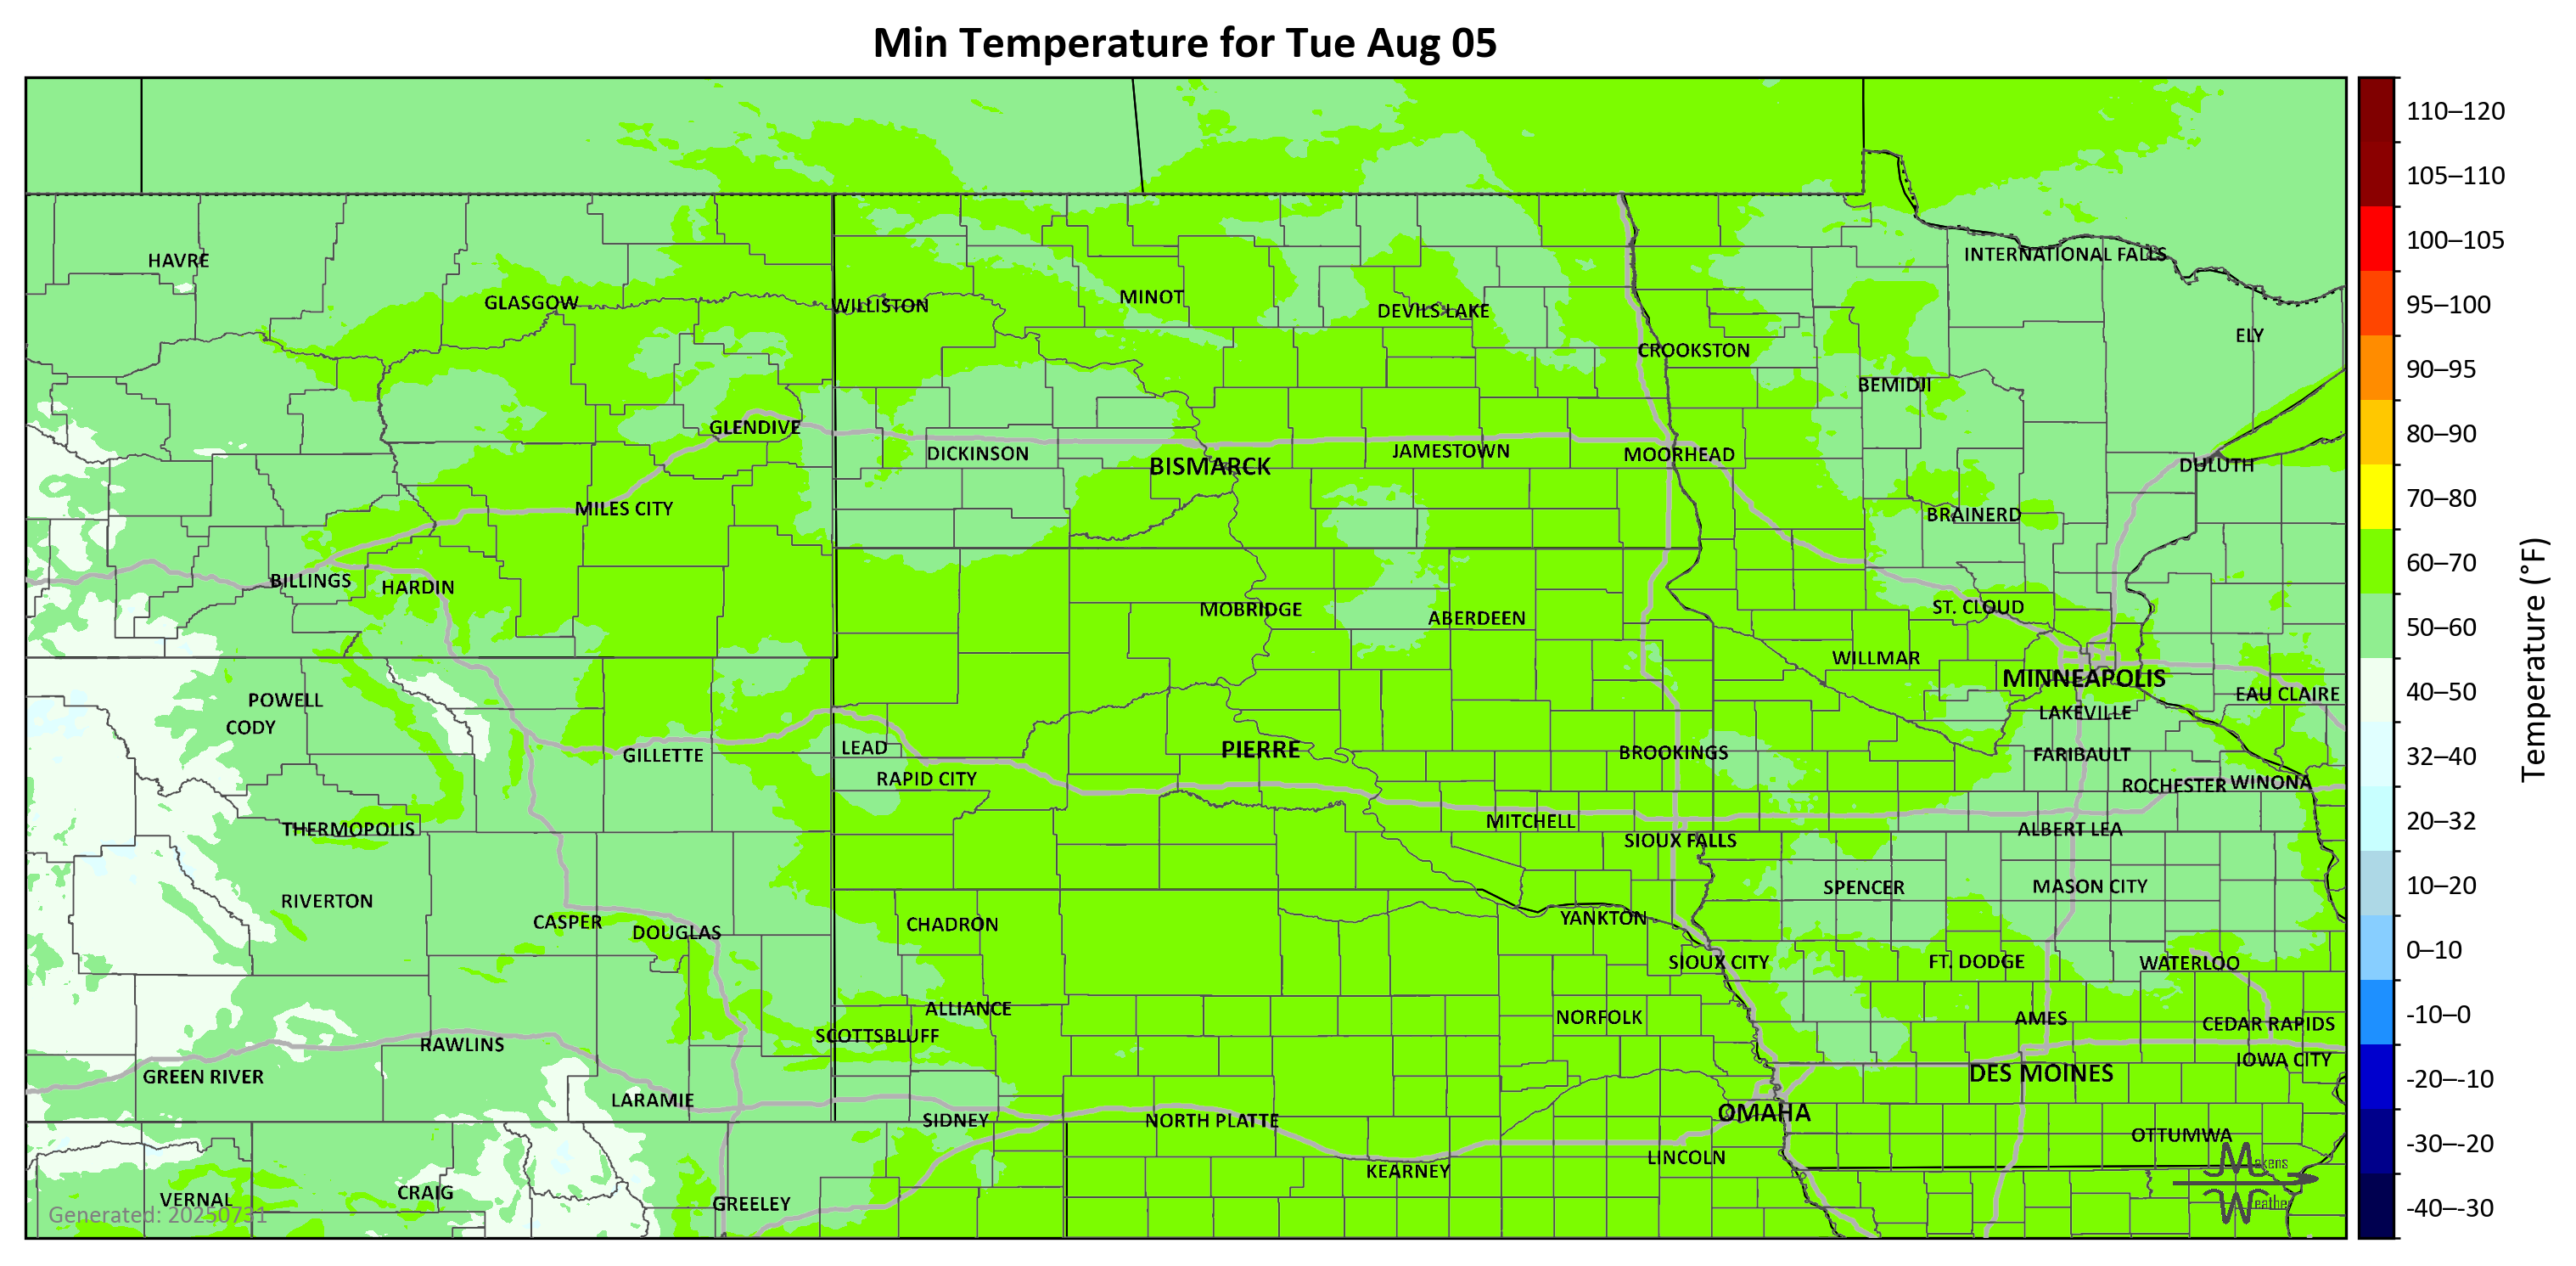 Min Temperature for Tue Aug 05
110–120
105–110
100–105
95–100
90–95
80–90
70–80
60–70
50–60
40–50
32–40
20–32
10–20
0–10
-10–0
-20–-10
-30–-20
-40–-30
Temperature (°F)
HAVRE
GLASGOW
WILLISTON
MINOT
DEVILS LAKE
INTERNATIONAL FALLS
ELY
CROOKSTON
BEMIDJI
GLENDIVE
DICKINSON
BISMARCK
JAMESTOWN
MOORHEAD
DULUTH
MILES CITY
BRAINERD
BILLINGS
HARDIN
MOBRIDGE
ABERDEEN
ST. CLOUD
WILLMAR
MINNEAPOLIS
EAU CLAIRE
POWELL
CODY
LAKEVILLE
GILLETTE
LEAD
PIERRE
BROOKINGS
FARIBAULT
RAPID CITY
ROCHESTER
WINONA
THERMOPOLIS
MITCHELL
SIOUX FALLS
ALBERT LEA
RIVERTON
SPENCER
MASON CITY
CASPER
DOUGLAS
CHADRON
YANKTON
SIOUX CITY
FT. DODGE
WATERLOO
ALLIANCE
NORFOLK
AMES
CEDAR RAPIDS
SCOTTSBLUFF
RAWLINS
IOWA CITY
GREEN RIVER
DES MOINES
LARAMIE
SIDNEY
NORTH PLATTE
OMAHA
OTTUMWA
KEARNEY
LINCOLN
VERNAL
CRAIG
GREELEY
Makens
Weather
Generated: 20250731